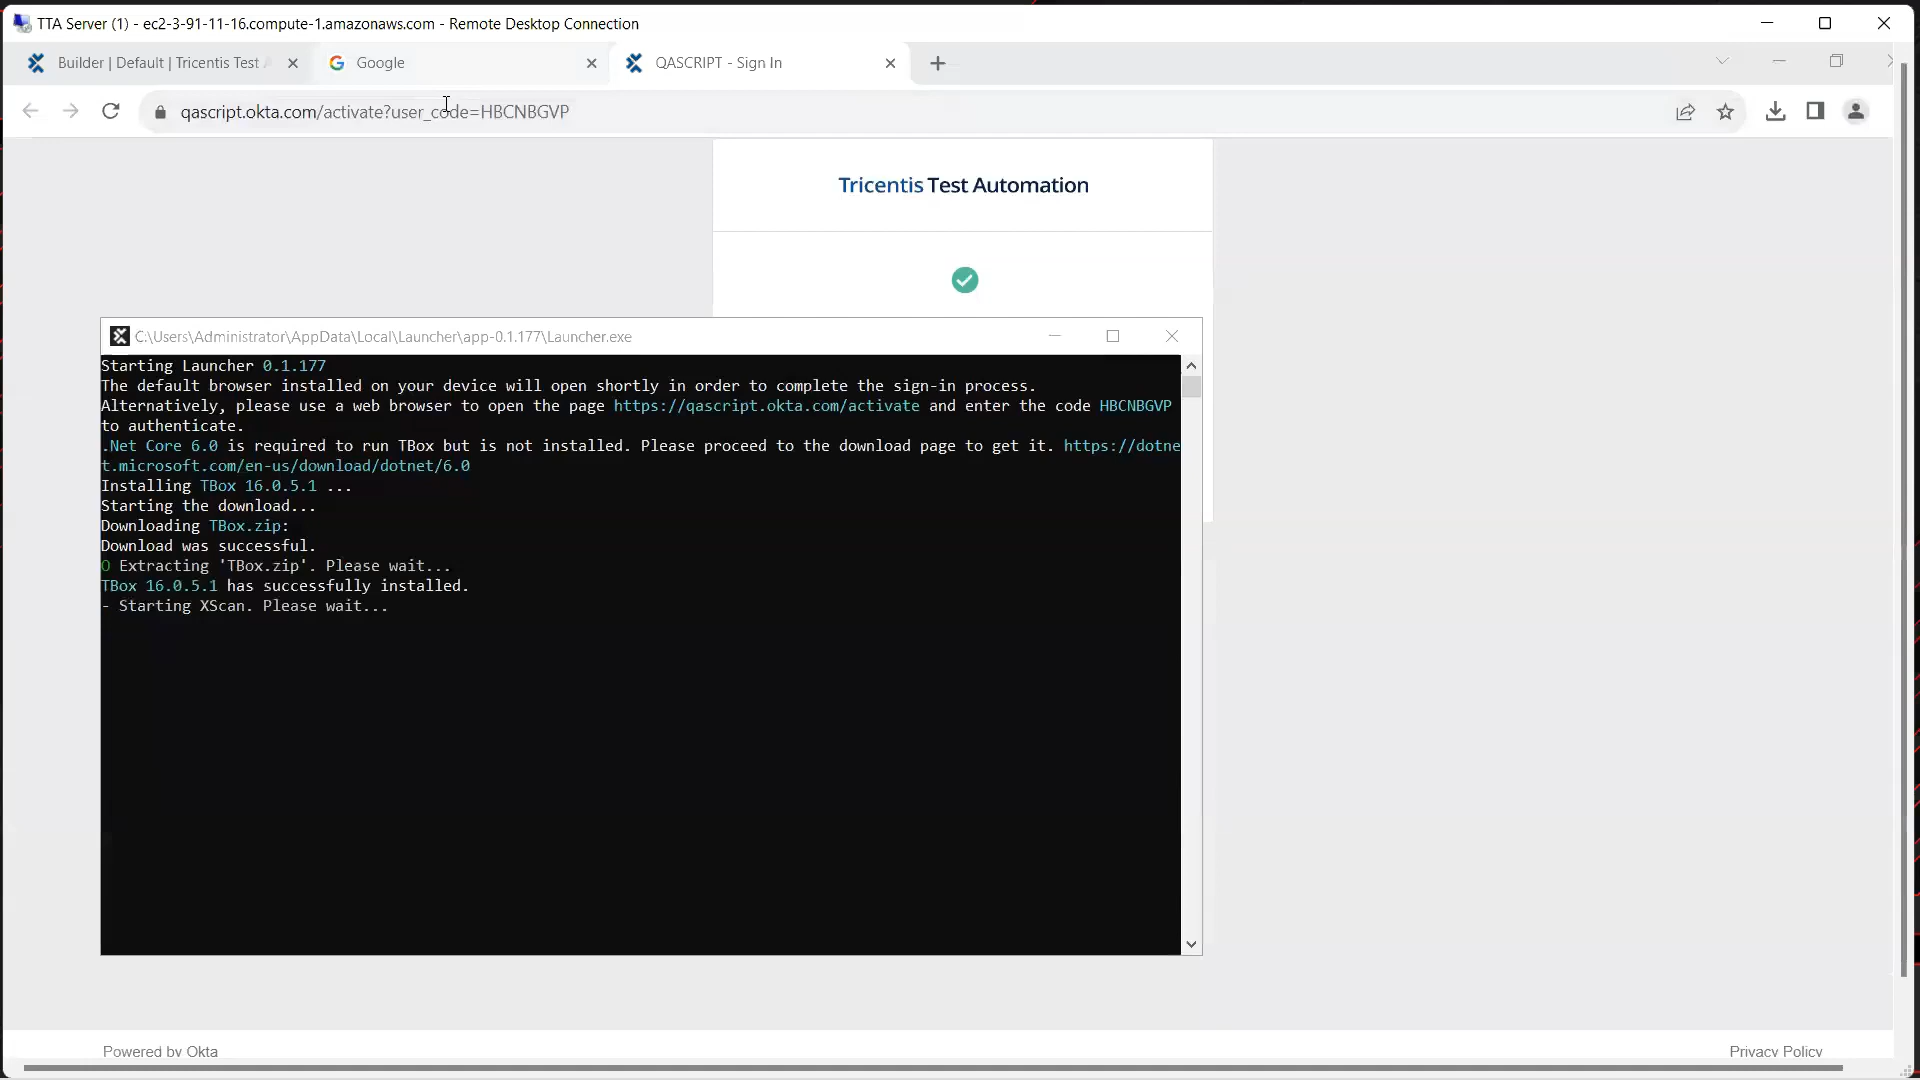 TTA Server (1) - ec2-3-91-11-16.compute-1.amazonaws.com - Remote Desktop Connection
Builder | Default | Tricentis Test A
Google
QASCRIPT - Sign In
qascript.okta.com/activate?user_code=HBCNBGVP
Tricentis Test Automation
C:\Users\Administrator\AppData\Local\Launcher\app-0.1.177\Launcher.exe
Starting Launcher 0.1.177
The default browser installed on your device will open shortly in order to complete the sign-in process.
Alternatively, please use a web browser to open the page https://qascript.okta.com/activate and enter the code HBCNBGVP
to authenticate.
.Net Core 6.0 is required to run TBox but is not installed. Please proceed to the download page to get it. https://dotne
t.microsoft.com/en-us/download/dotnet/6.0
Installing TBox 16.0.5.1 ...
Starting the download...
Downloading TBox.zip:
Download was successful.
O Extracting 'TBox.zip'. Please wait...
TBox 16.0.5.1 has successfully installed.
- Starting XScan. Please wait...
Powered by Okta
Privacy Policy